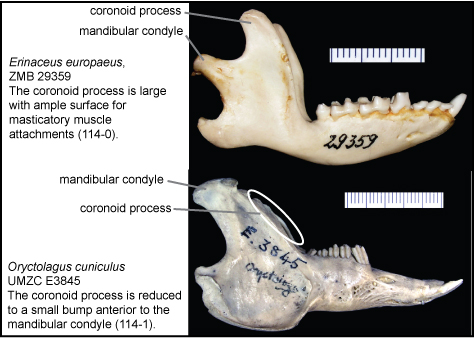 coronoid process
mandibular condyle
Erinaceus europaeus,
ZMB 29359
The coronoid process is large
with ample surface for
masticatory muscle
attachments (114-0).
29359
mandibular condyle
coronoid process
E. 3845
Oryctolagus cuniculus
UMZC E3845
The coronoid process is reduced
to a small bump anterior to the
mandibular condyle (114-1).